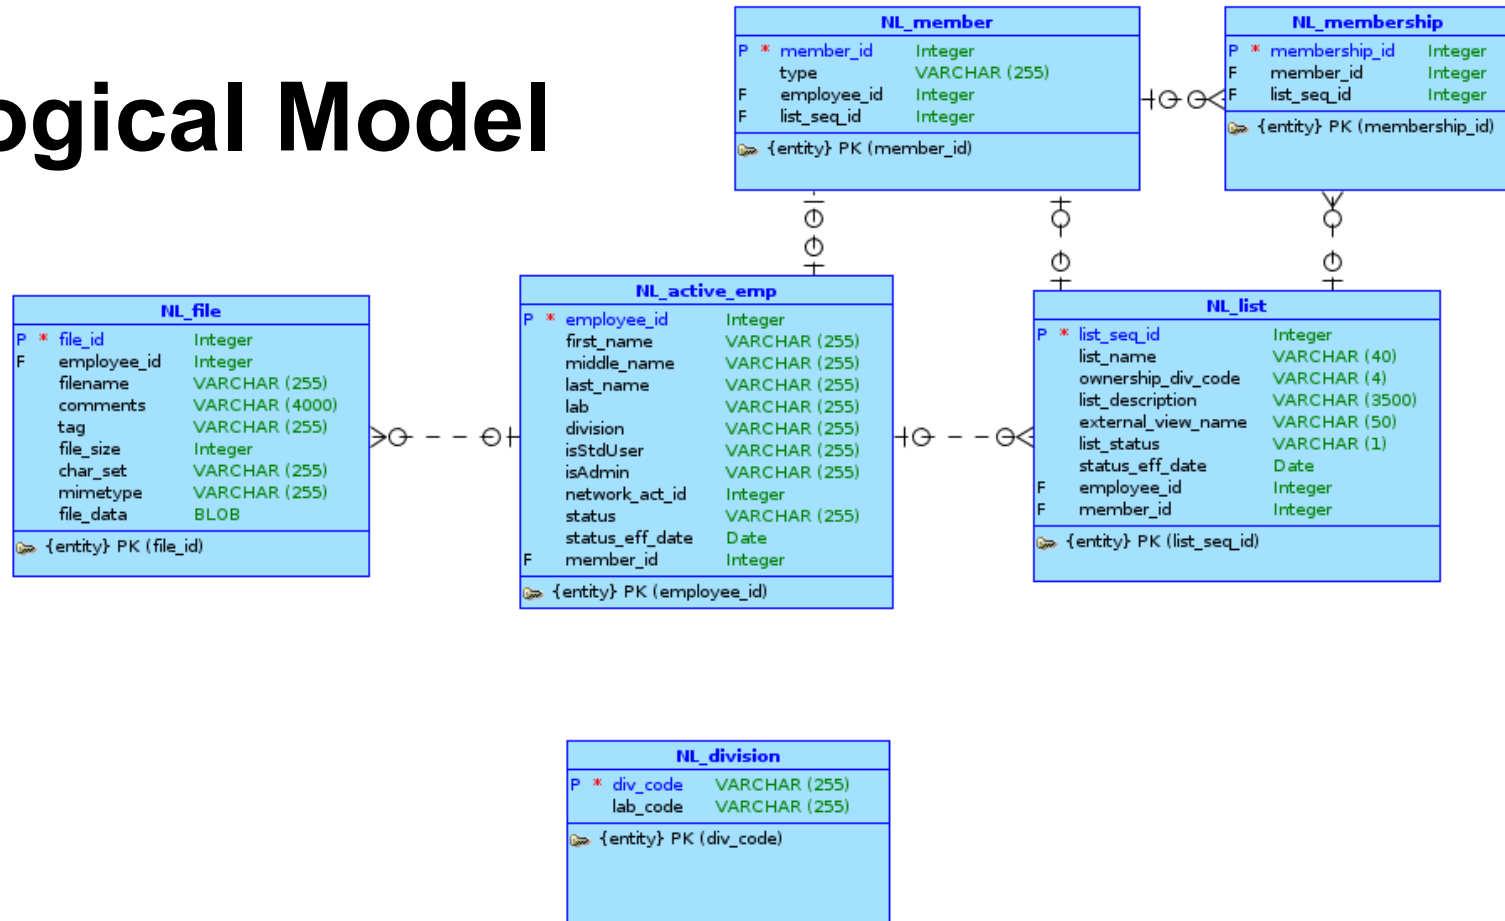 ogical Model
NL_member
P * member_id Integer
type VARCHAR (255)
F employee_id Integer
F list_seq_id Integer
{entity} PK (member_id)
NL_membership
P * membership_id Integer
F member_id Integer
F list_seq_id Integer
{entity} PK (membership_id)
NL_file
P * file_id Integer
F employee_id Integer
filename VARCHAR (255)
comments VARCHAR (4000)
tag VARCHAR (255)
file_size Integer
char_set VARCHAR (255)
mimetype VARCHAR (255)
file_data BLOB
{entity} PK (file_id)
NL_active_emp
P * employee_id Integer
first_name VARCHAR (255)
middle_name VARCHAR (255)
last_name VARCHAR (255)
lab VARCHAR (255)
division VARCHAR (255)
isStdUser VARCHAR (255)
isAdmin VARCHAR (255)
network_act_id Integer
status VARCHAR (255)
status_eff_date Date
F member_id Integer
{entity} PK (employee_id)
NL_list
P * list_seq_id Integer
list_name VARCHAR (40)
ownership_div_code VARCHAR (4)
list_description VARCHAR (3500)
external_view_name VARCHAR (50)
list_status VARCHAR (1)
status_eff_date Date
F employee_id Integer
F member_id Integer
{entity} PK (list_seq_id)
NL_division
P * div_code VARCHAR (255)
lab_code VARCHAR (255)
{entity} PK (div_code)